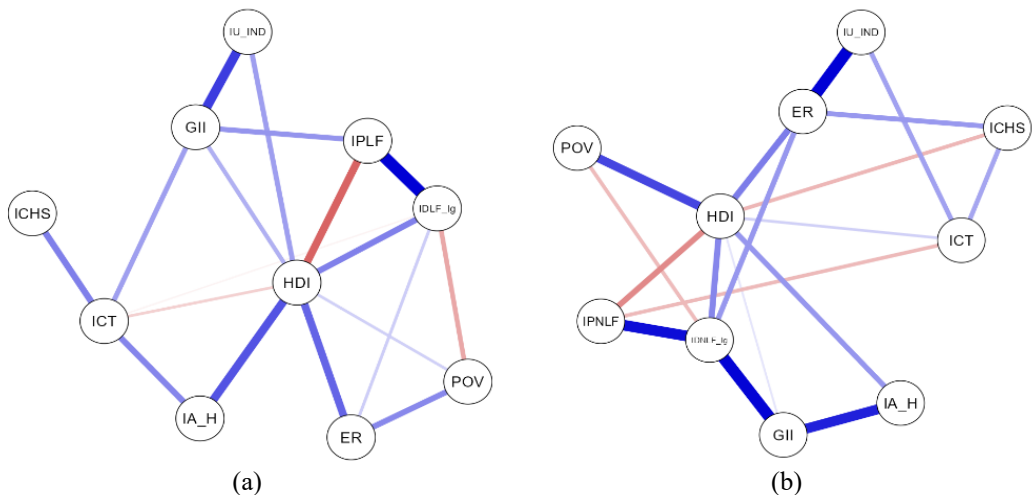 IU_IND
GII
IPLF
ICHS
IDLF_lg
HDI
ICT
POV
IA_H
ER
(a)
IU_IND
ER
ICHS
POV
HDI
ICT
IPNLF
IDNLF_lg
IA_H
GII
(b)